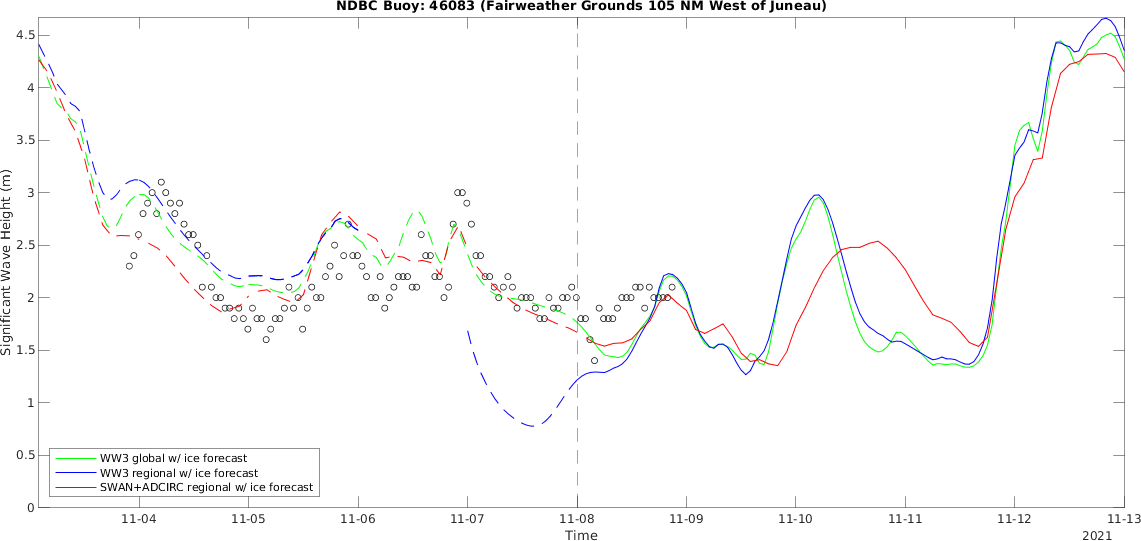 NDBC Buoy: 46083 (Fairweather Grounds 105 NM West of Juneau)
Significant Wave Height (m)
4.5
4
3.5
3
2.5
2
1.5
1
0.5
0
WW3 global w/ ice forecast
WW3 regional w/ ice forecast
SWAN+ADCIRC regional w/ ice forecast
11-04 11-05 11-06 11-07 11-08 11-09 11-10 11-11 11-12 11-13
Time
2021